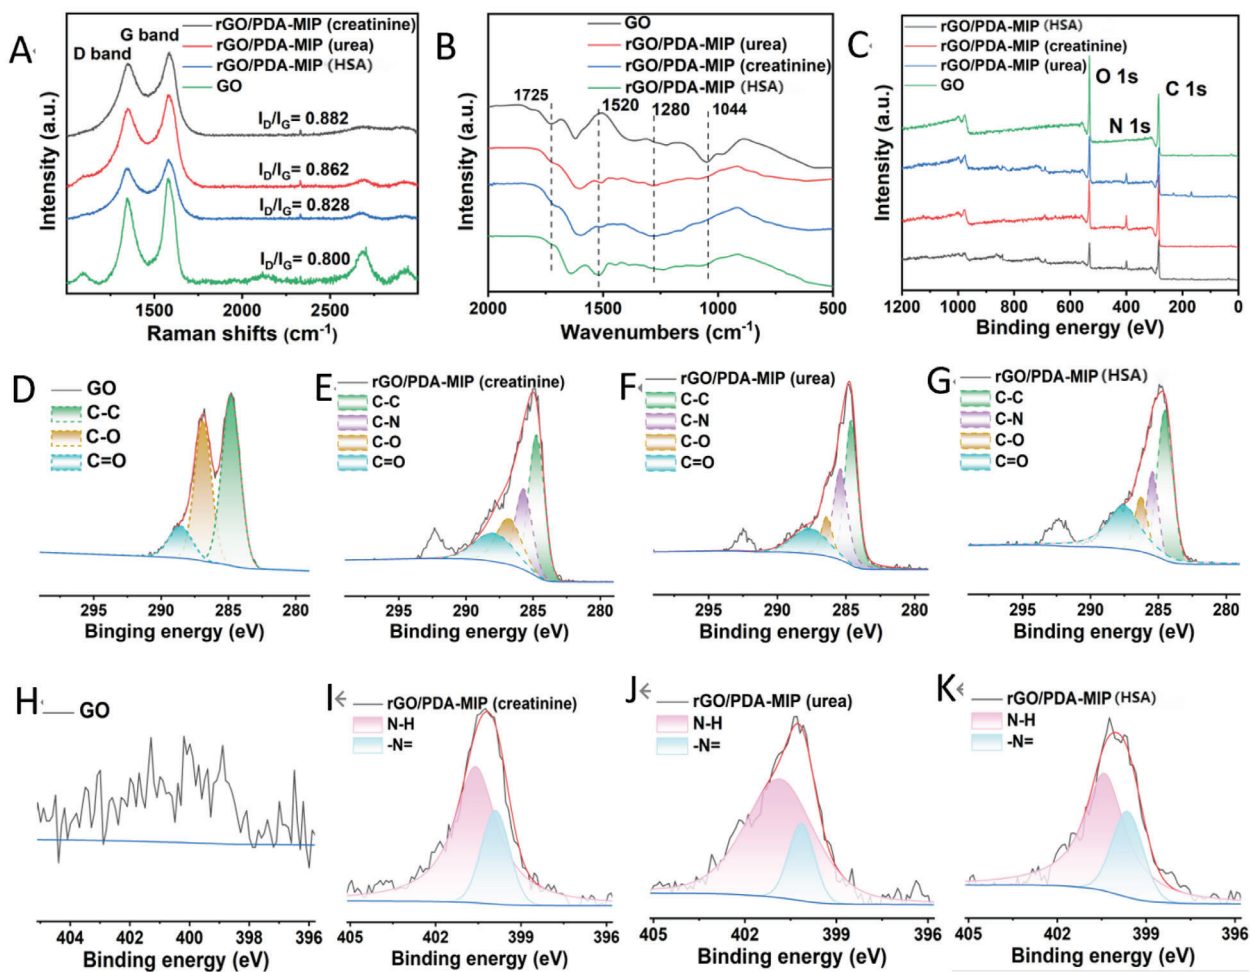 A
rGO/PDA-MIP (creatinine)
rGO/PDA-MIP (urea)
rGO/PDA-MIP (HSA)
GO
D band
G band
I_D/I_G= 0.882
I_D/I_G= 0.862
I_D/I_G= 0.828
I_D/I_G= 0.800
Intensity (a.u.)
1500 2000 2500
Raman shifts (cm⁻¹)
B
GO
rGO/PDA-MIP (urea)
rGO/PDA-MIP (creatinine)
rGO/PDA-MIP (HSA)
1725 1520 1280 1044
Intensity (a.u.)
2000 1500 1000 500
Wavenumbers (cm⁻¹)
C
rGO/PDA-MIP (HSA)
rGO/PDA-MIP (creatinine)
rGO/PDA-MIP (urea)
GO
O 1s
C 1s
N 1s
Intensity (a.u.)
1200 1000 800 600 400 200 0
Binding energy (eV)
D
GO
C-C
C-O
C=O
295 290 285 280
Binging energy (eV)
E
rGO/PDA-MIP (creatinine)
C-C
C-N
C-O
C=O
295 290 285 280
Binding energy (eV)
F
rGO/PDA-MIP (urea)
C-C
C-N
C-O
C=O
295 290 285 280
Binding energy (eV)
G
rGO/PDA-MIP (HSA)
C-C
C-N
C-O
C=O
295 290 285 280
Binding energy (eV)
H
GO
404 402 400 398 396
Binding energy (eV)
I
rGO/PDA-MIP (creatinine)
N-H
-N=
405 402 399 396
Binding energy (eV)
J
rGO/PDA-MIP (urea)
N-H
-N=
405 402 399 396
Binding energy (eV)
K
rGO/PDA-MIP (HSA)
N-H
-N=
405 402 399 396
Binding energy (eV)